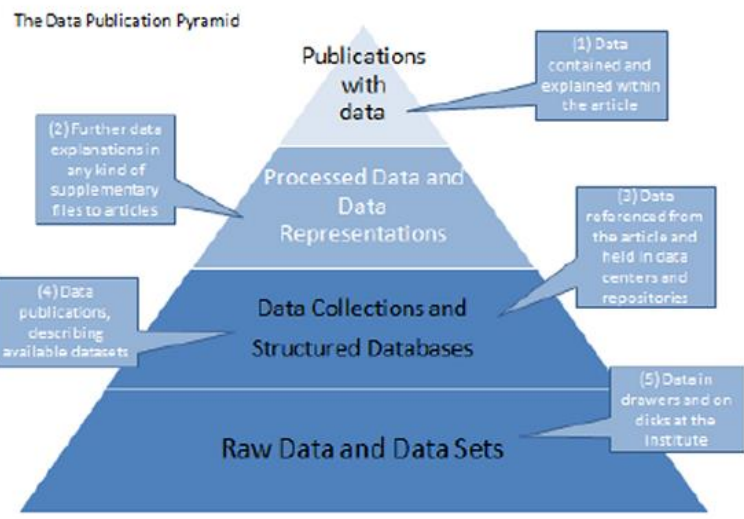 The Data Publication Pyramid
Publications
with
data
(1) Data
contained and
explained within
the article
(2) Further data
explanations in
any kind of
supplementary
files to articles
Processed Data and
Data
Representations
(3) Data
referenced from
the article and
held in data
centers and
repositories
Data Collections and
Structured Databases
(4) Data
publications,
describing
available datasets
(5) Data in
drawers and on
disks at the
institute
Raw Data and Data Sets